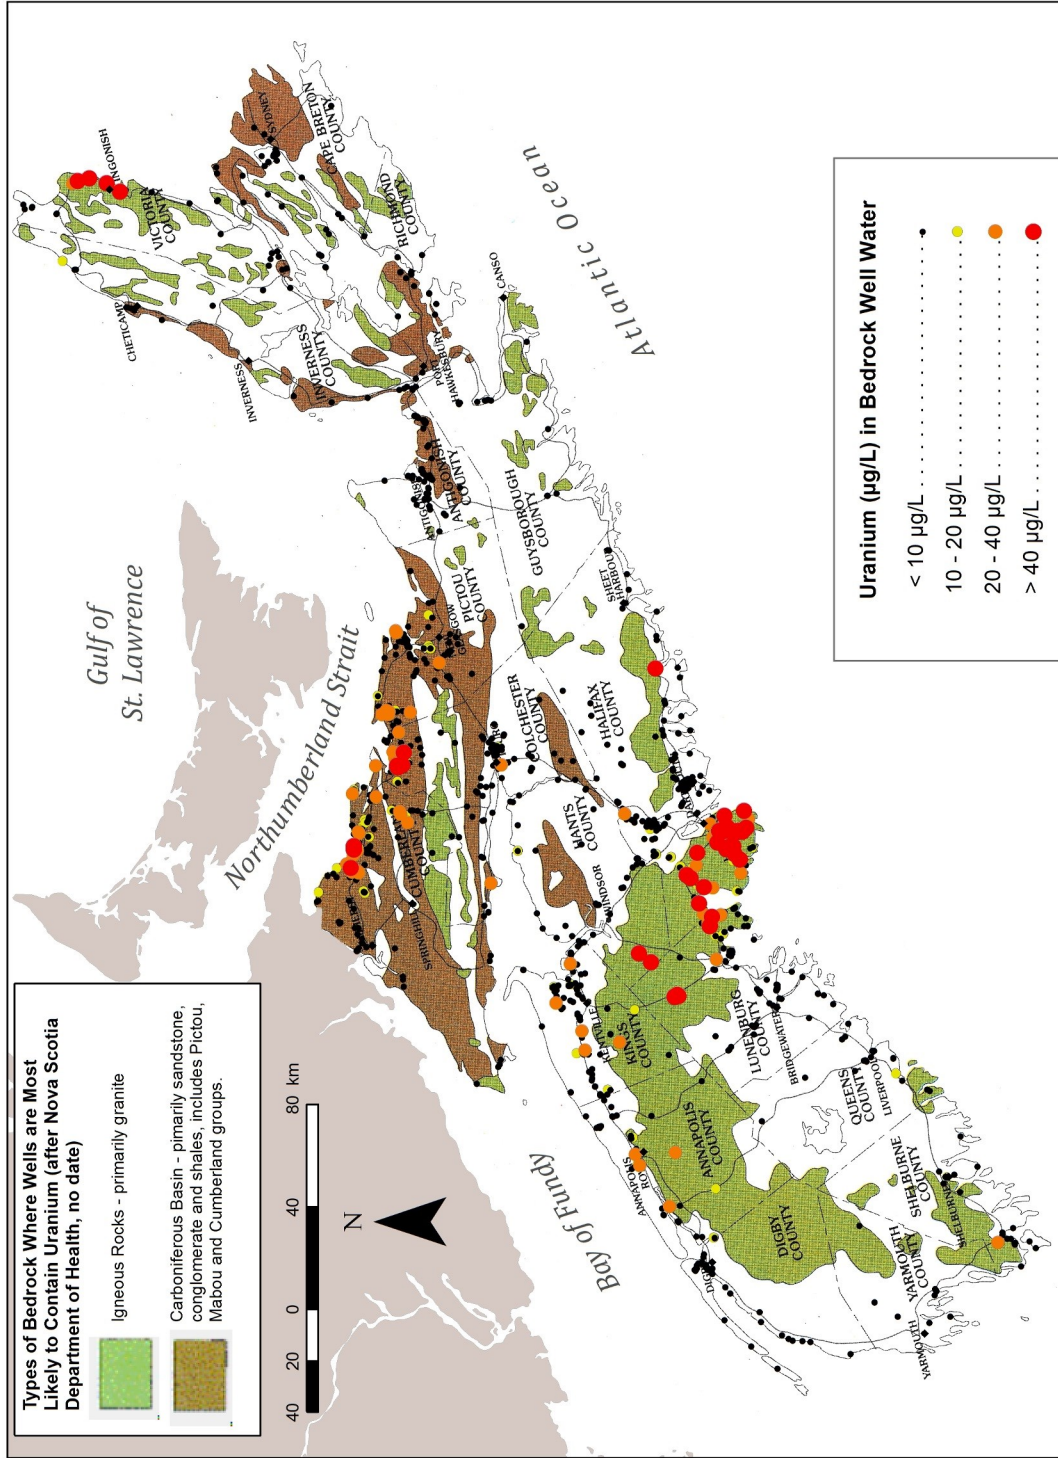 Types of Bedrock Where Wells are Most
Likely to Contain Uranium (after Nova Scotia
Department of Health, no date)
Igneous Rocks - primarily granite
Carboniferous Basin - pimarily sandstone,
conglomerate and shales, includes Pictou,
Mabou and Cumberland groups.
40
20
0
40
80
km
N
Gulf of
St. Lawrence
Northumberland Strait
Bay of Fundy
Atlantic Ocean
INGONISH
VICTORIA
COUNTY
SYDNEY
CAPE BRETON
COUNTY
RICHMOND
COUNTY
CHETICAMP
INVERNESS
INVERNESS
COUNTY
PORT
HAWKESBURY
CANSO
ANTIGONISH
COUNTY
GUYSBOROUGH
COUNTY
PICTOU
COUNTY
SHEET
HARBOUR
COLCHESTER
COUNTY
HALIFAX
COUNTY
CUMBERLAND
COUNTY
SPRINGHILL
HANTS
COUNTY
WINDSOR
KENTVILLE
KINGS
COUNTY
LUNENBURG
COUNTY
BRIDGEWATER
ANNAPOLIS
ANNAPOLIS
COUNTY
QUEENS
COUNTY
LIVERPOOL
DIGBY
DIGBY
COUNTY
SHELBURNE
COUNTY
SHELBURNE
YARMOUTH
COUNTY
YARMOUTH
Uranium (µg/L) in Bedrock Well Water
< 10 µg/L . . . . . . . . . . . . . . . . .
10 - 20 µg/L . . . . . . . . . . . . . .
20 - 40 µg/L . . . . . . . . . . . . . .
> 40 µg/L . . . . . . . . . . . . . . . . .